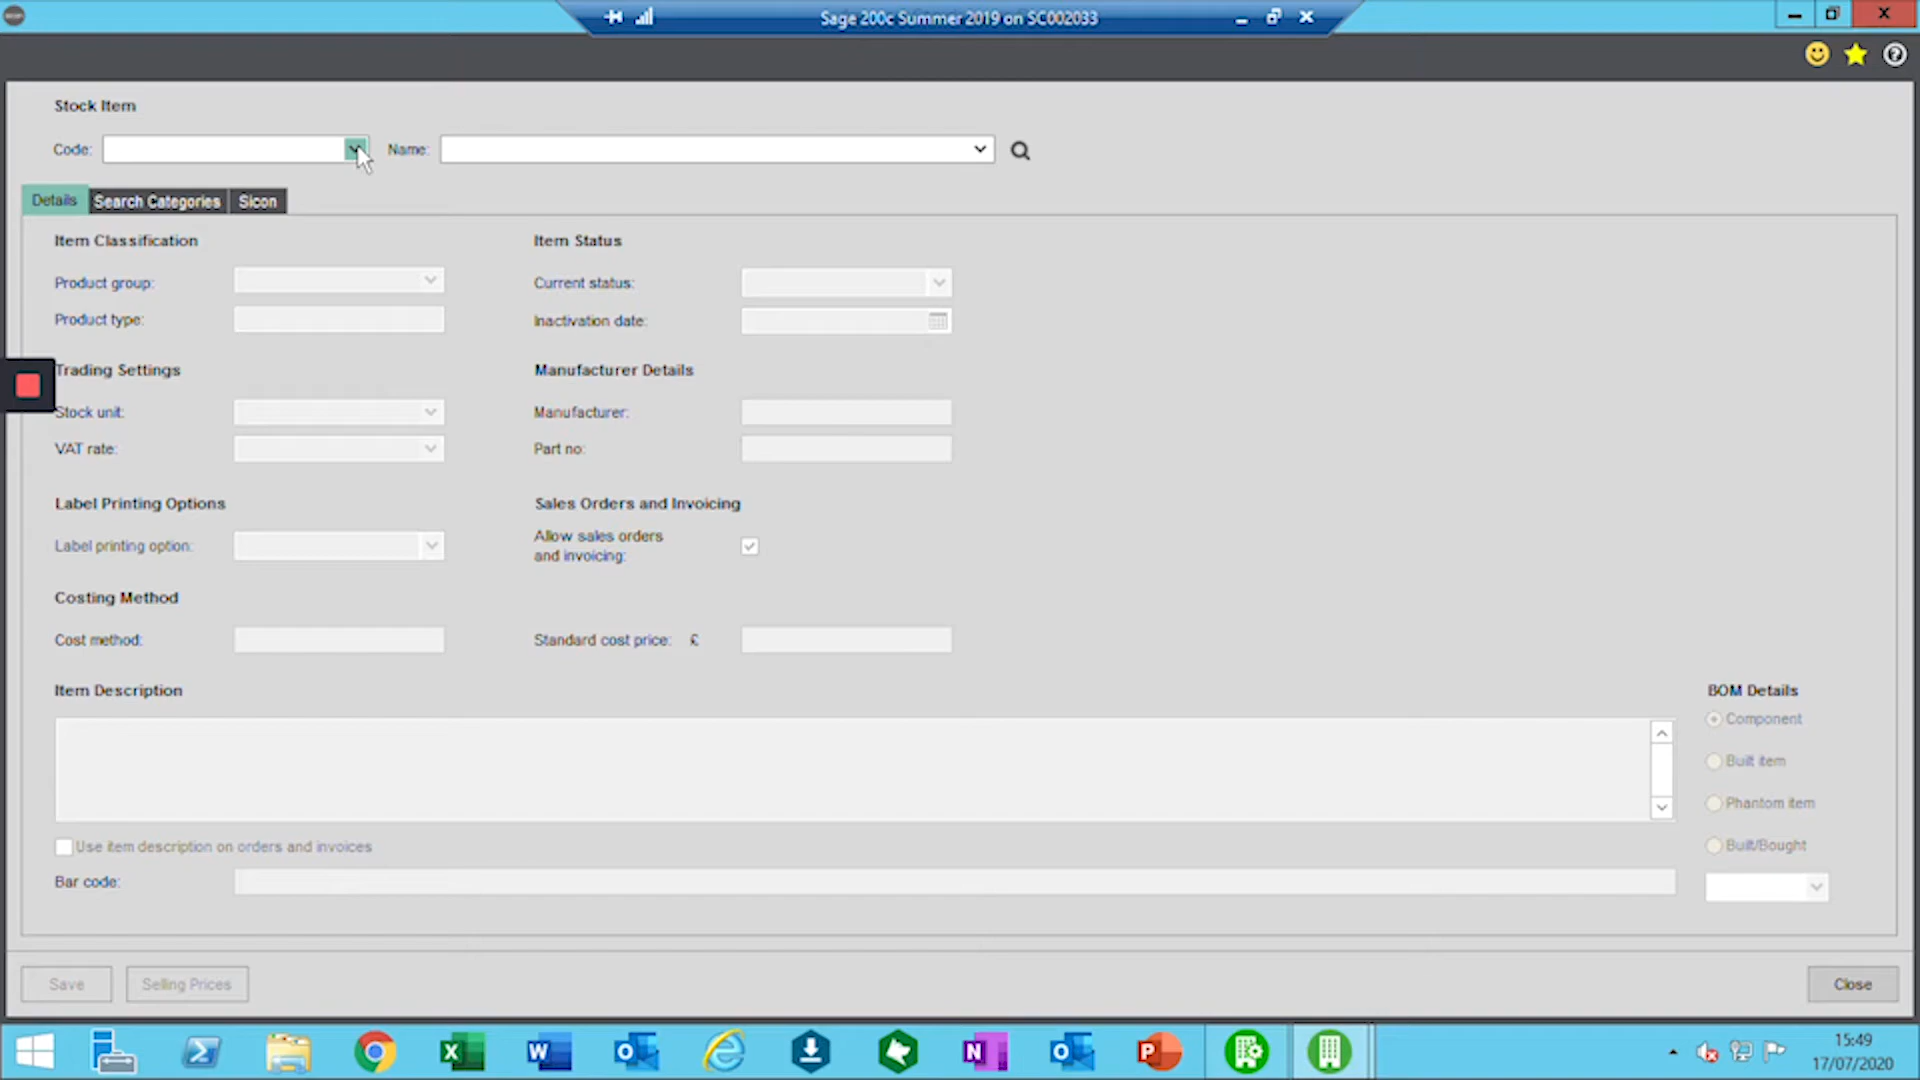 Sage 200c Summer 2019 on SC002033
Stock Item
Code:
Name:
Details
Search Categories
Sicon
Item Classification
Item Status
Product group:
Current status:
Product type:
Inactivation date:
Trading Settings
Manufacturer Details
Stock unit:
Manufacturer:
VAT rate:
Part no:
Label Printing Options
Sales Orders and Invoicing
Label printing option:
Allow sales orders
and invoicing:
Costing Method
Cost method:
Standard cost price: £
Item Description
BOM Details
Component
Built item
Phantom item
Built/Bought
Use item description on orders and invoices
Bar code:
Save
Selling Prices
Close
15:49
17/07/2020